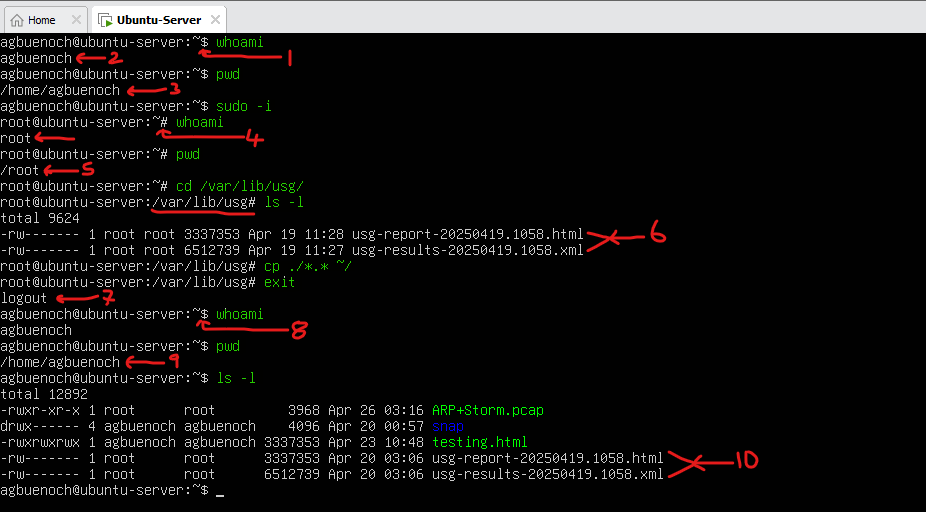 Home × Ubuntu-Server ×
agbuenoch@ubuntu-server:~$ whoami 1
agbuenoch 2
agbuenoch@ubuntu-server:~$ pwd
/home/agbuenoch 3
agbuenoch@ubuntu-server:~$ sudo -i
root@ubuntu-server:~# whoami
root 4
root@ubuntu-server:~# pwd
/root 5
root@ubuntu-server:~# cd /var/lib/usg/
root@ubuntu-server:/var/lib/usg# ls -l
total 9624
-rw------- 1 root root 3337353 Apr 19 11:28 usg-report-20250419.1058.html 6
-rw------- 1 root root 6512739 Apr 19 11:27 usg-results-20250419.1058.xml
root@ubuntu-server:/var/lib/usg# cp ./*.* ~/
root@ubuntu-server:/var/lib/usg# exit
logout 7
agbuenoch@ubuntu-server:~$ whoami
agbuenoch 8
agbuenoch@ubuntu-server:~$ pwd
/home/agbuenoch 9
agbuenoch@ubuntu-server:~$ ls -l
total 12892
-rwxr-xr-x 1 root root 3968 Apr 26 03:16 ARP+Storm.pcap
drwx------ 4 agbuenoch agbuenoch 4096 Apr 20 00:57 snap
-rwxrwxrwx 1 agbuenoch agbuenoch 3337353 Apr 23 10:48 testing.html
-rw------- 1 root root 3337353 Apr 20 03:06 usg-report-20250419.1058.html 10
-rw------- 1 root root 6512739 Apr 20 03:06 usg-results-20250419.1058.xml
agbuenoch@ubuntu-server:~$ _